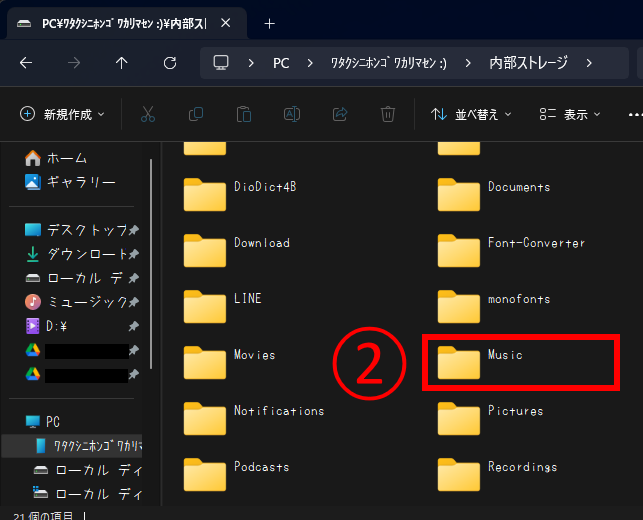 PC¥ﾜﾀｸｼﾆﾎﾝｺﾞﾜｶﾘﾏｾﾝ :)¥内部ス
PC ﾜﾀｸｼﾆﾎﾝｺﾞﾜｶﾘﾏｾﾝ :) 内部ストレージ
新規作成 並べ替え 表示
ホーム
ギャラリー
デスクトップ
ダウンロート
ローカル デ
ミュージック
D:¥
PC
ﾜﾀｸｼﾆﾎﾝｺﾞﾜｶﾘﾏ
ローカル ディ
ローカル ディ
DioDict4B Documents
Download Font-Converter
LINE monofonts
Movies ② Music
Notifications Pictures
Podcasts Recordings
21 個の項目